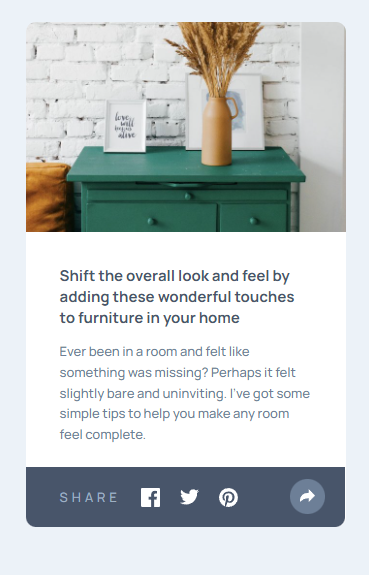 love
will
begin
alive
Shift the overall look and feel by
adding these wonderful touches
to furniture in your home
Ever been in a room and felt like
something was missing? Perhaps it felt
slightly bare and uninviting. I've got some
simple tips to help you make any room
feel complete.
SHARE